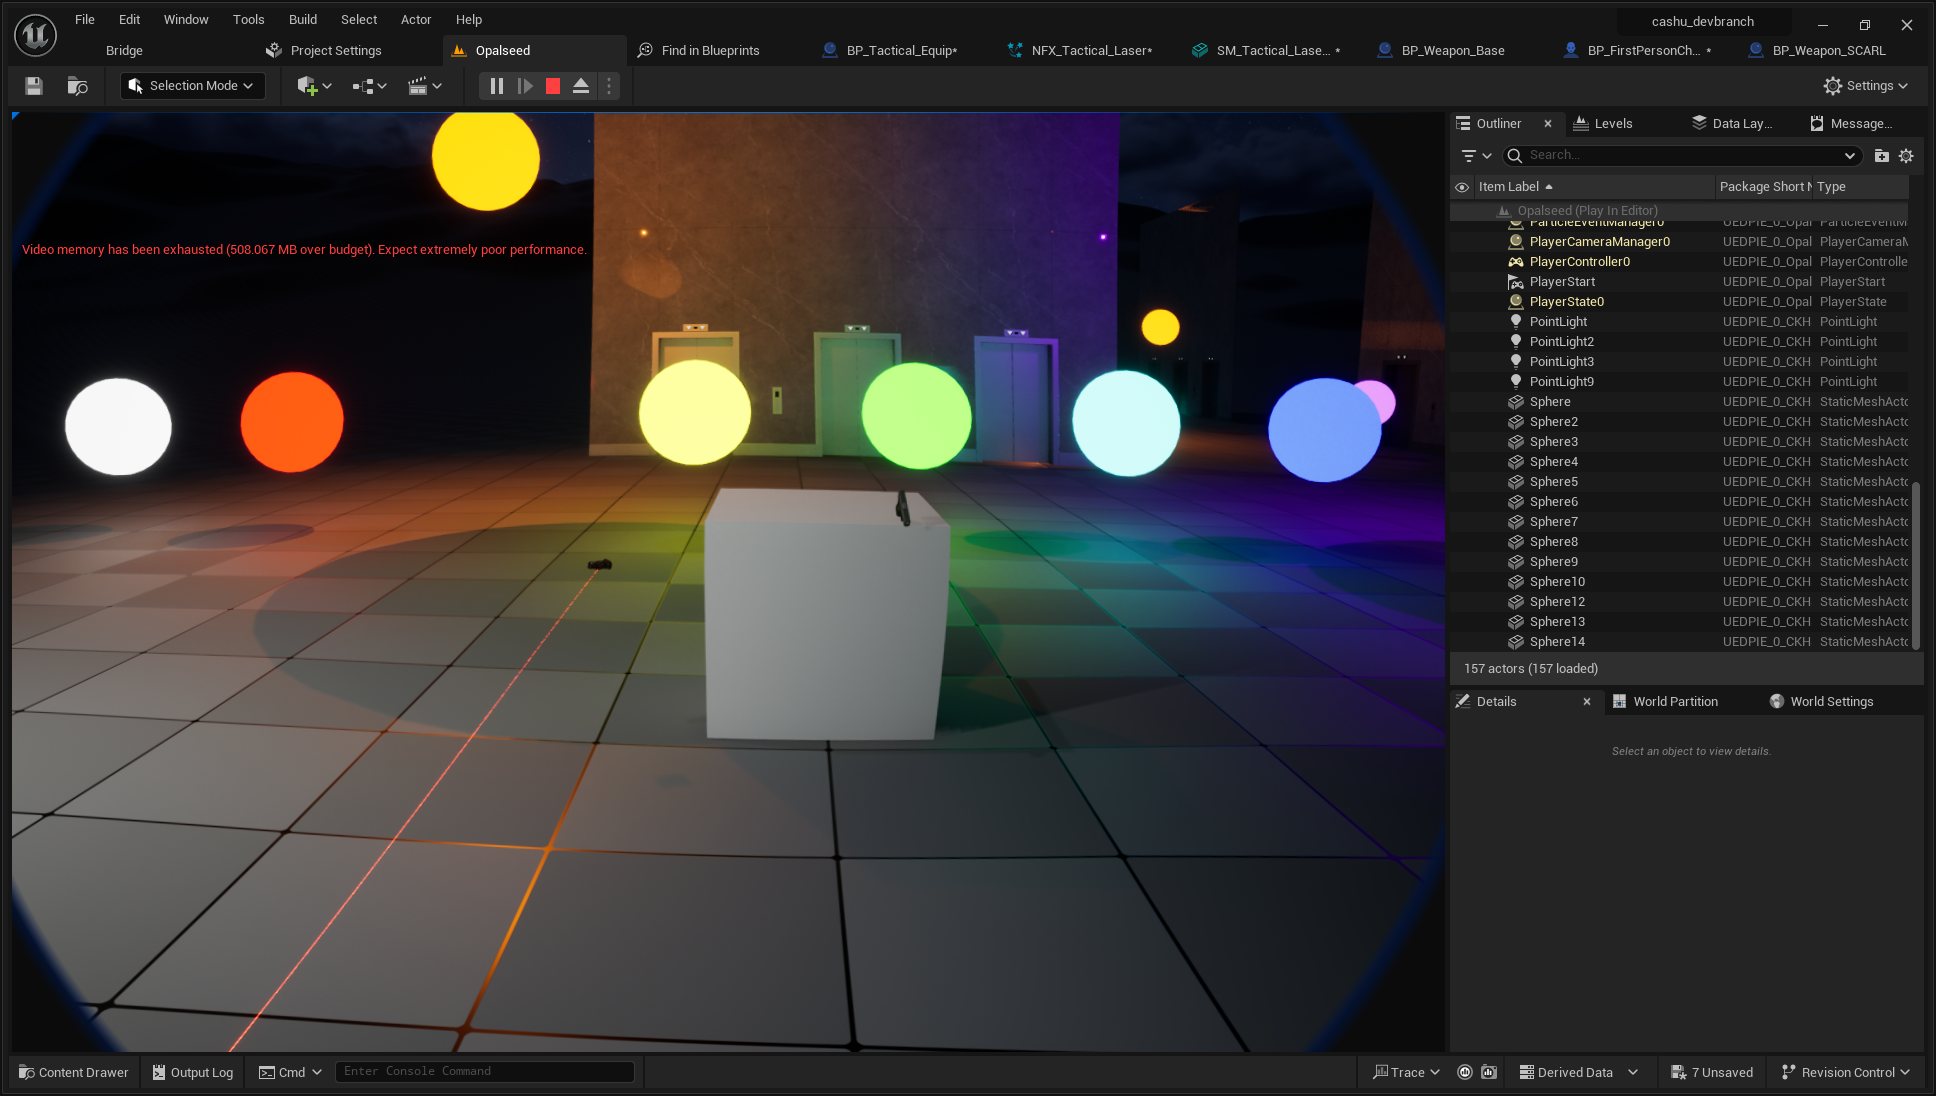 File Edit Window Tools Build Select Actor Help
cashu_devbranch
Bridge Project Settings Opalseed Find in Blueprints BP_Tactical_Equip* NFX_Tactical_Laser* SM_Tactical_Lase... * BP_Weapon_Base BP_FirstPersonCh... * BP_Weapon_SCARL
Selection Mode Settings
Outliner Levels Data Lay... Message...
Search...
Item Label Package Short N Type
Opalseed (Play In Editor)
ParticleEventManager0 UEDPIE_0_Opal ParticleEventM
PlayerCameraManager0 UEDPIE_0_Opal PlayerCameraM
PlayerController0 UEDPIE_0_Opal PlayerControlle
PlayerStart UEDPIE_0_Opal PlayerStart
PlayerState0 UEDPIE_0_Opal PlayerState
PointLight UEDPIE_0_CKH PointLight
PointLight2 UEDPIE_0_CKH PointLight
PointLight3 UEDPIE_0_CKH PointLight
PointLight9 UEDPIE_0_CKH PointLight
Sphere UEDPIE_0_CKH StaticMeshActo
Sphere2 UEDPIE_0_CKH StaticMeshActo
Sphere3 UEDPIE_0_CKH StaticMeshActo
Sphere4 UEDPIE_0_CKH StaticMeshActo
Sphere5 UEDPIE_0_CKH StaticMeshActo
Sphere6 UEDPIE_0_CKH StaticMeshActo
Sphere7 UEDPIE_0_CKH StaticMeshActo
Sphere8 UEDPIE_0_CKH StaticMeshActo
Sphere9 UEDPIE_0_CKH StaticMeshActo
Sphere10 UEDPIE_0_CKH StaticMeshActo
Sphere12 UEDPIE_0_CKH StaticMeshActo
Sphere13 UEDPIE_0_CKH StaticMeshActo
Sphere14 UEDPIE_0_CKH StaticMeshActo
157 actors (157 loaded)
Details World Partition World Settings
Select an object to view details.
Video memory has been exhausted (508.067 MB over budget). Expect extremely poor performance.
Content Drawer Output Log Cmd Enter Console Command Trace Derived Data 7 Unsaved Revision Control